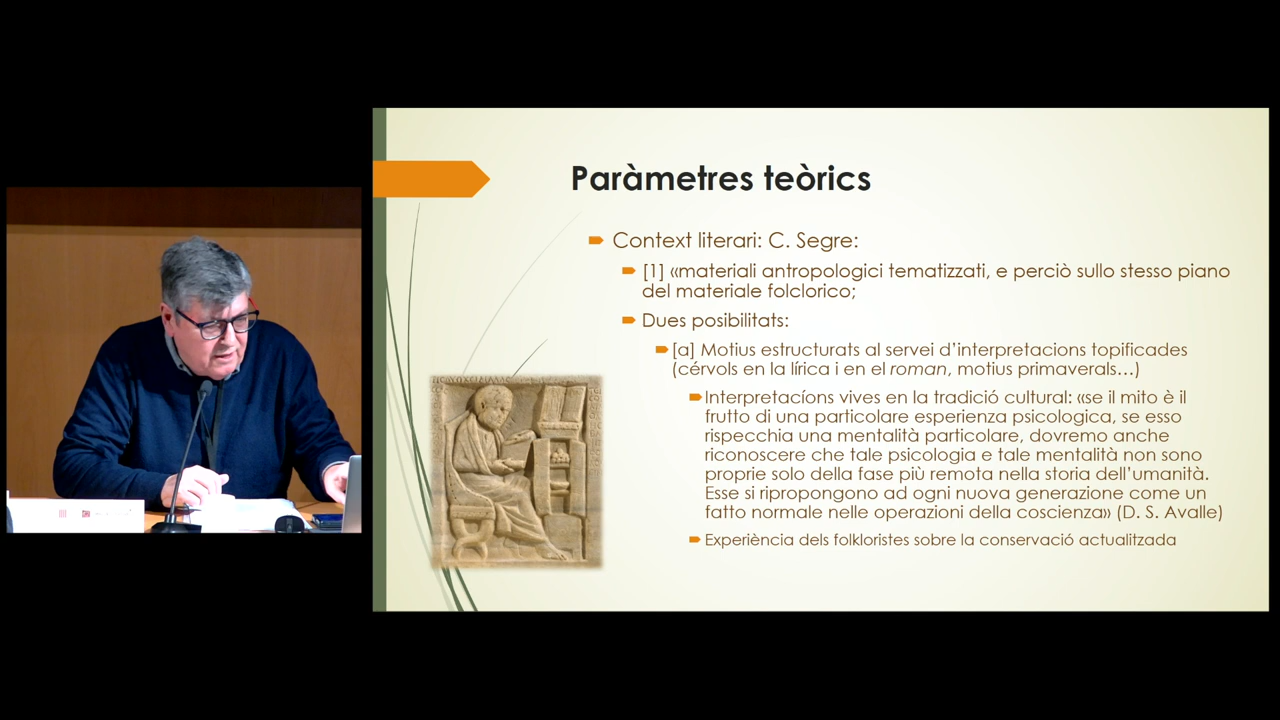 Paràmetres teòrics
Context literari: C. Segre:
[1] «materiali antropologici tematizzati, e perciò sullo stesso piano
del materiale folclorico;
Dues posibilitats:
[a] Motius estructurats al servei d'interpretacions topificades
(cérvols en la lírica i en el roman, motius primaverals…)
Interpretacíons vives en la tradició cultural: «se il mito è il
frutto di una particolare esperienza psicologica, se esso
rispecchia una mentalità particolare, dovremo anche
riconoscere che tale psicologia e tale mentalità non sono
proprie solo della fase più remota nella storia dell'umanità.
Esse si ripropongono ad ogni nuova generazione come un
fatto normale nelle operazioni della coscienza» (D. S. Avalle)
Experiència dels folkloristes sobre la conservació actualitzada